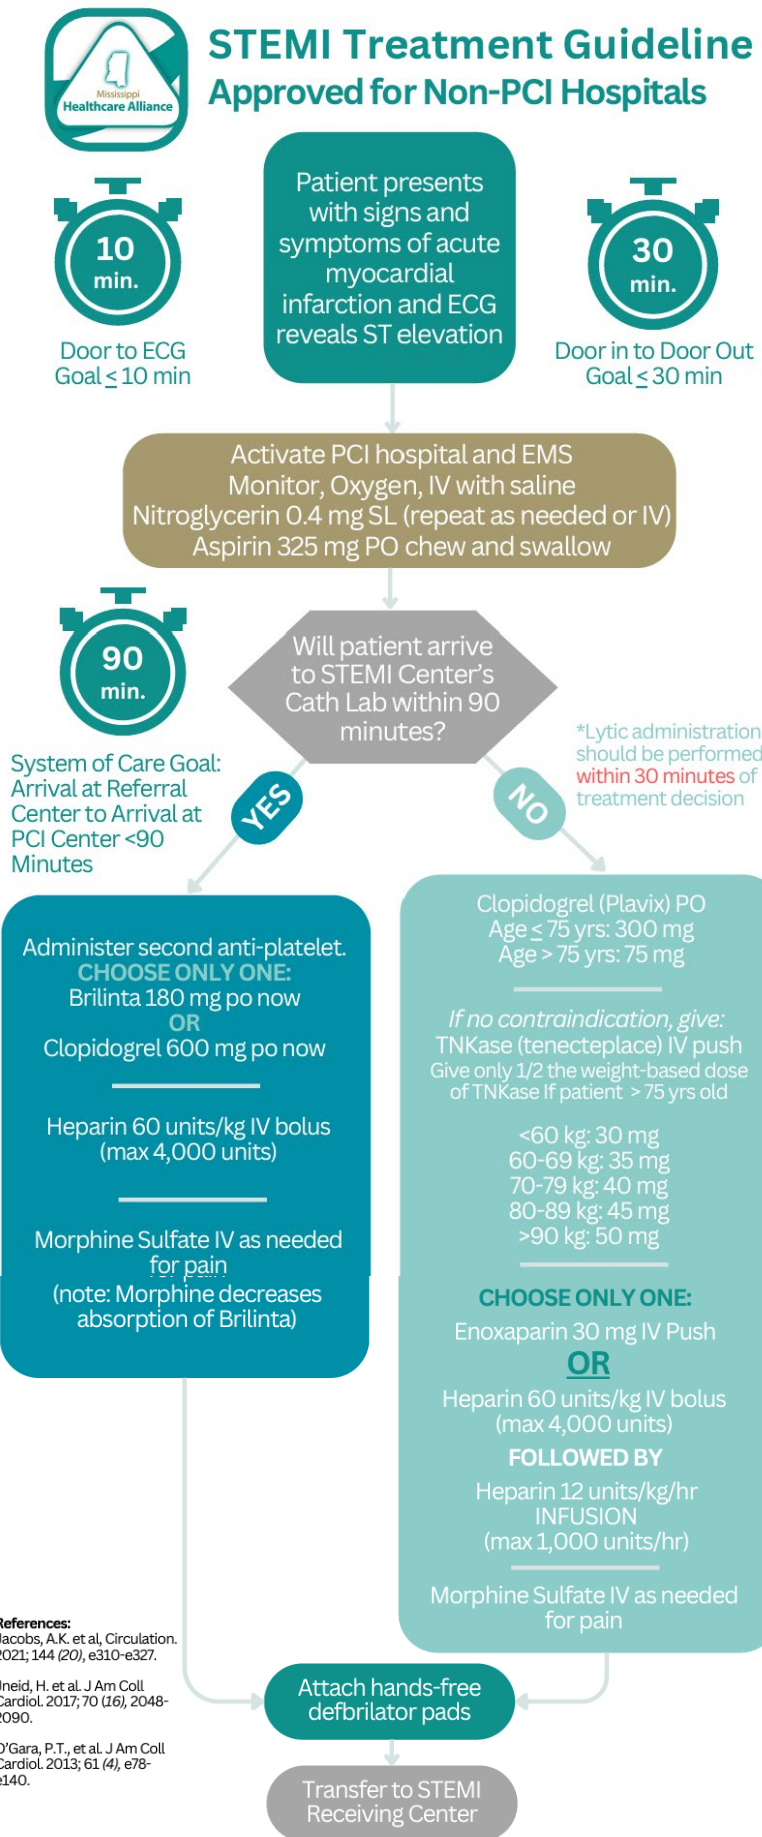 Mississippi
Healthcare Alliance
STEMI Treatment Guideline
Approved for Non-PCI Hospitals
10
min.
Door to ECG
Goal ≤ 10 min
Patient presents
with signs and
symptoms of acute
myocardial
infarction and ECG
reveals ST elevation
30
min.
Door in to Door Out
Goal ≤ 30 min
Activate PCI hospital and EMS
Monitor, Oxygen, IV with saline
Nitroglycerin 0.4 mg SL (repeat as needed or IV)
Aspirin 325 mg PO chew and swallow
90
min.
System of Care Goal:
Arrival at Referral
Center to Arrival at
PCI Center <90
Minutes
Will patient arrive
to STEMI Center's
Cath Lab within 90
minutes?
YES
NO
*Lytic administration
should be performed
within 30 minutes of
treatment decision
Administer second anti-platelet.
CHOOSE ONLY ONE:
Brilinta 180 mg po now
OR
Clopidogrel 600 mg po now
Heparin 60 units/kg IV bolus
(max 4,000 units)
Morphine Sulfate IV as needed
for pain
(note: Morphine decreases
absorption of Brilinta)
Clopidogrel (Plavix) PO
Age ≤ 75 yrs: 300 mg
Age > 75 yrs: 75 mg
If no contraindication, give:
TNKase (tenecteplace) IV push
Give only 1/2 the weight-based dose
of TNKase If patient > 75 yrs old
<60 kg: 30 mg
60-69 kg: 35 mg
70-79 kg: 40 mg
80-89 kg: 45 mg
>90 kg: 50 mg
CHOOSE ONLY ONE:
Enoxaparin 30 mg IV Push
OR
Heparin 60 units/kg IV bolus
(max 4,000 units)
FOLLOWED BY
Heparin 12 units/kg/hr
INFUSION
(max 1,000 units/hr)
Morphine Sulfate IV as needed
for pain
References:
Jacobs, A.K. et al, Circulation.
2021; 144 (20), e310-e327.
Jneid, H. et al. J Am Coll
Cardiol. 2017; 70 (16), 2048-
2090.
O'Gara, P.T., et al. J Am Coll
Cardiol. 2013; 61 (4), e78-
e140.
Attach hands-free
defbrilator pads
Transfer to STEMI
Receiving Center